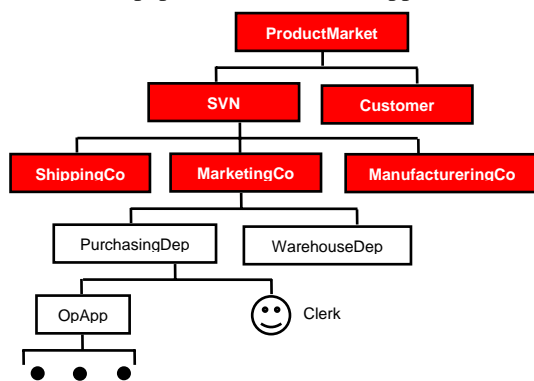 ProductMarket
SVN
Customer
ShippingCo
MarketingCo
ManufactureringCo
PurchasingDep
WarehouseDep
OpApp
Clerk